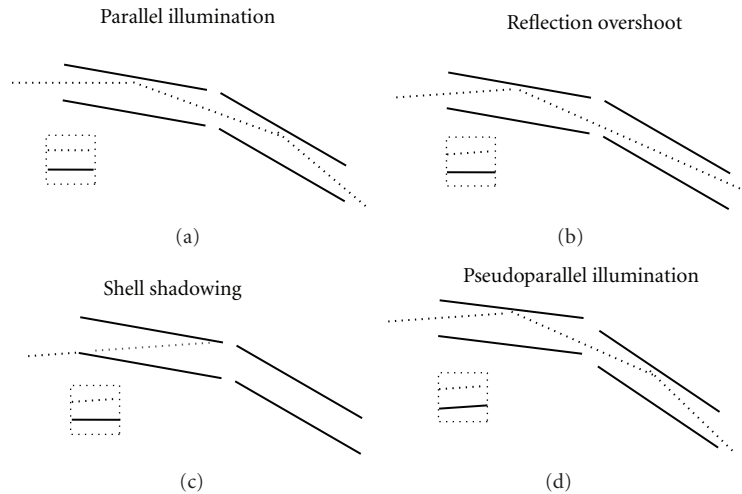 Parallel illumination
Reflection overshoot
(a)
(b)
Shell shadowing
Pseudoparallel illumination
(c)
(d)